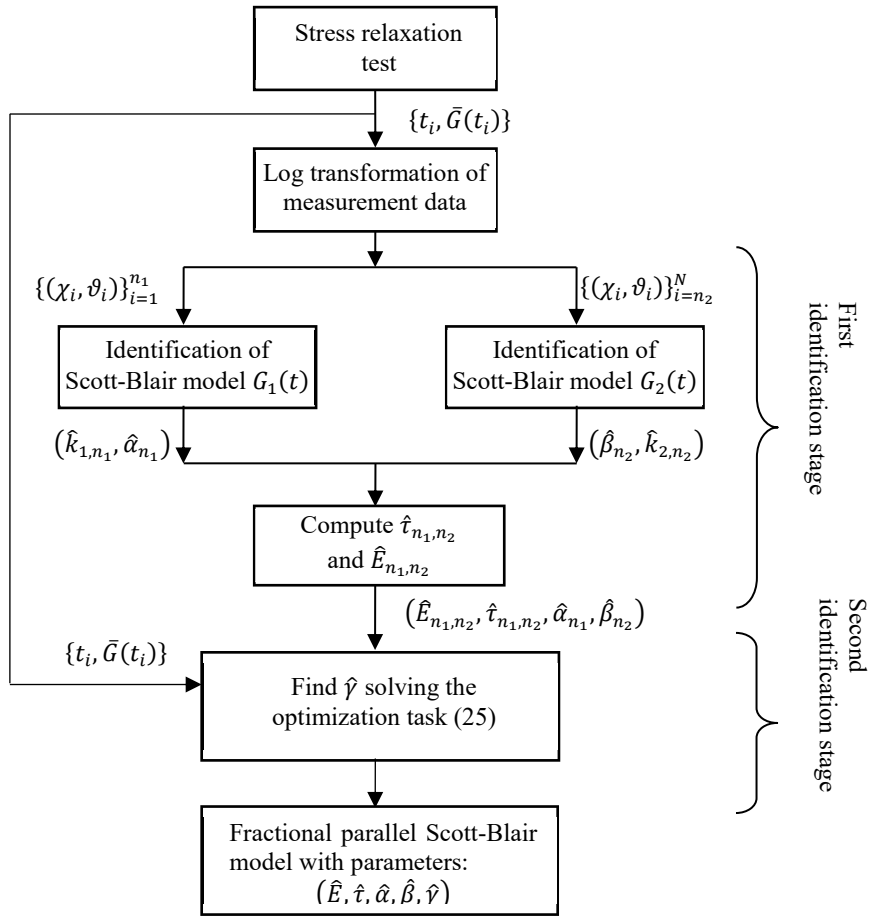 Stress relaxation
test
{t_i, Ḡ(t_i)}
Log transformation of
measurement data
{(χ_i, ϑ_i)}_{i=1}^{n_1}
{(χ_i, ϑ_i)}_{i=n_2}^{N}
Identification of
Scott-Blair model G_1(t)
Identification of
Scott-Blair model G_2(t)
(k̂_{1,n_1}, α̂_{n_1})
(β̂_{n_2}, k̂_{2,n_2})
Compute τ̂_{n_1,n_2}
and Ê_{n_1,n_2}
(Ê_{n_1,n_2}, τ̂_{n_1,n_2}, α̂_{n_1}, β̂_{n_2})
First
identification stage
{t_i, Ḡ(t_i)}
Find γ̂ solving the
optimization task (25)
Second
identification stage
Fractional parallel Scott-Blair
model with parameters:
(Ê, τ̂, α̂, β̂, γ̂)